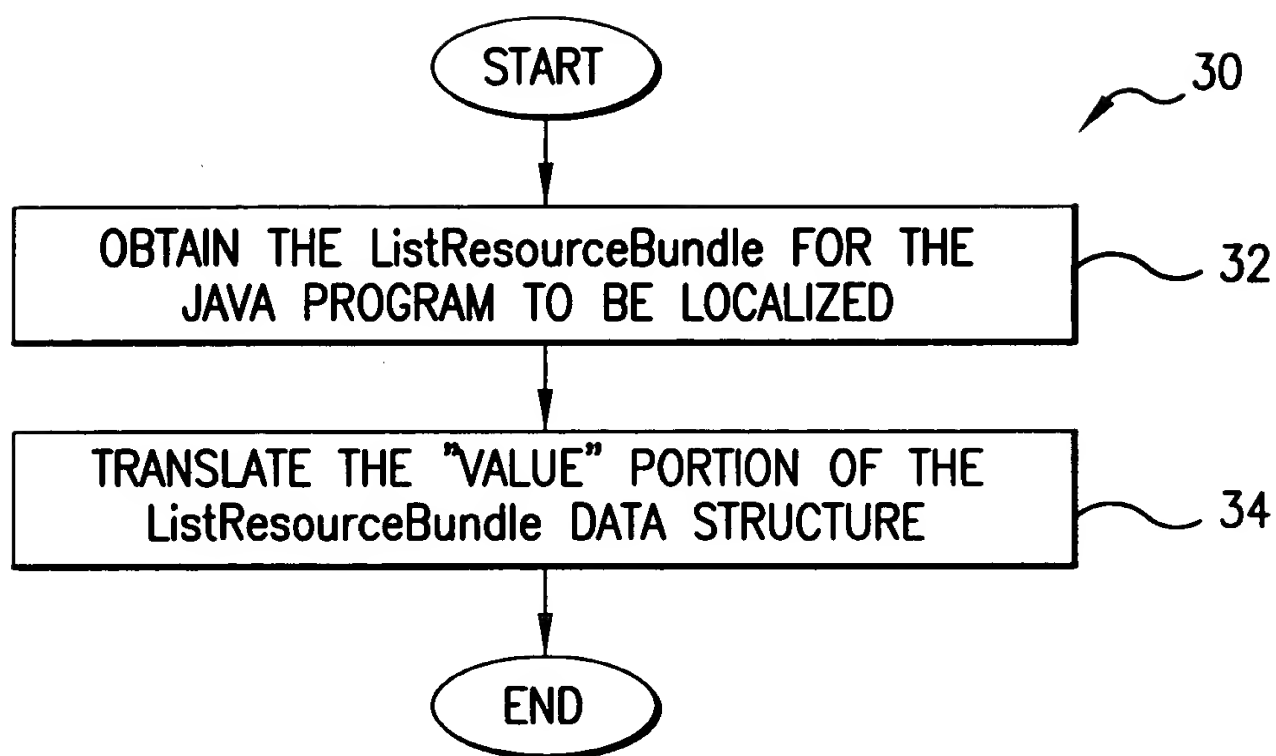 START
30
OBTAIN THE ListResourceBundle FOR THE
JAVA PROGRAM TO BE LOCALIZED
32
TRANSLATE THE "VALUE" PORTION OF THE
ListResourceBundle DATA STRUCTURE
34
END